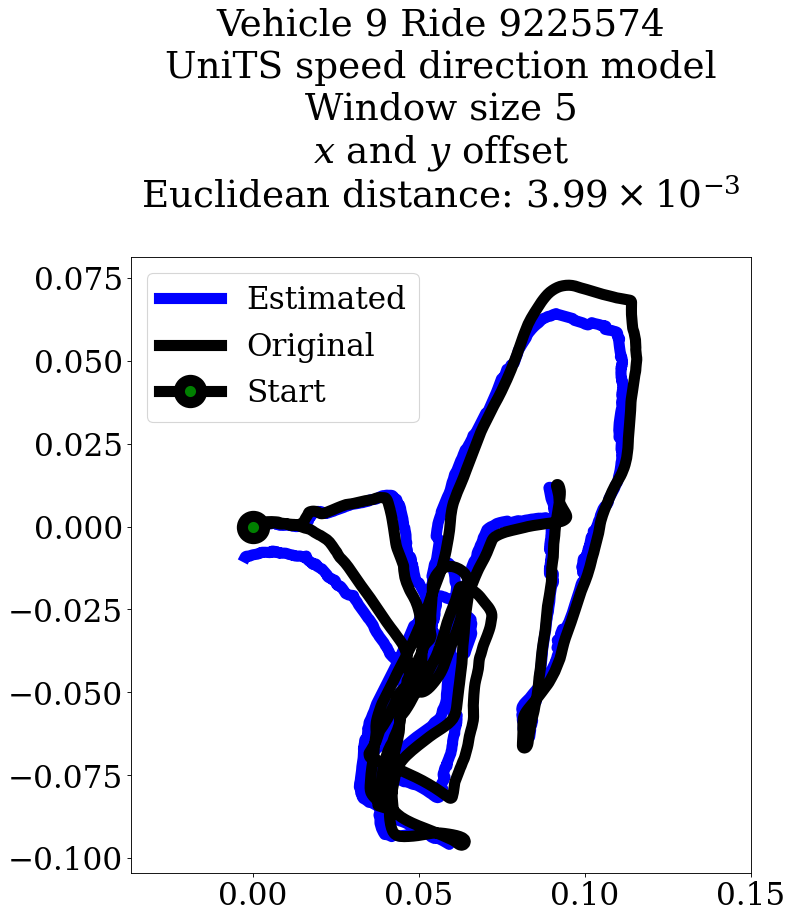 Vehicle 9 Ride 9225574
UniTS speed direction model
Window size 5
x and y offset
Euclidean distance: 3.99 × 10⁻³
0.075
0.050
0.025
0.000
−0.025
−0.050
−0.075
−0.100
Estimated
Original
Start
0.00 0.05 0.10 0.15